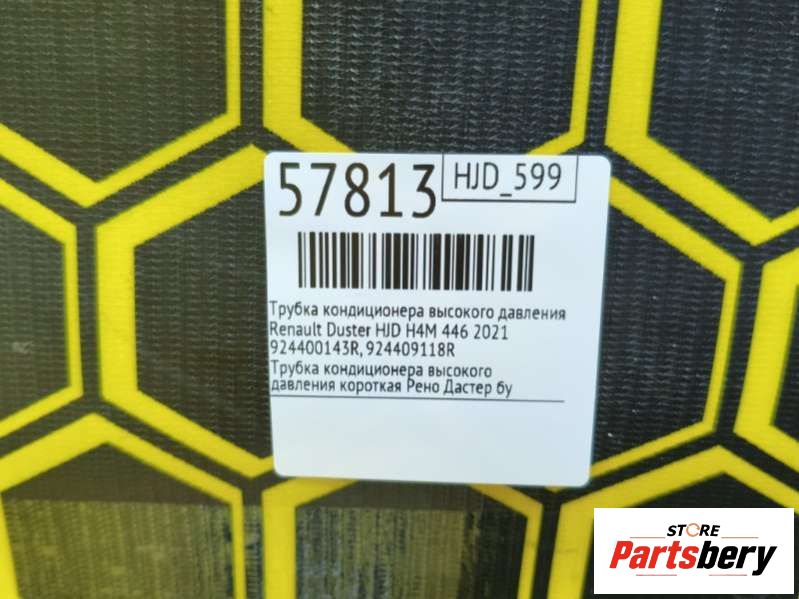 57813
HJD_599
Трубка кондиционера высокого давления
Renault Duster HJD H4M 446 2021
924400143R, 924409118R
Трубка кондиционера высокого
давления короткая Рено Дастер бу
STORE
Partsbery